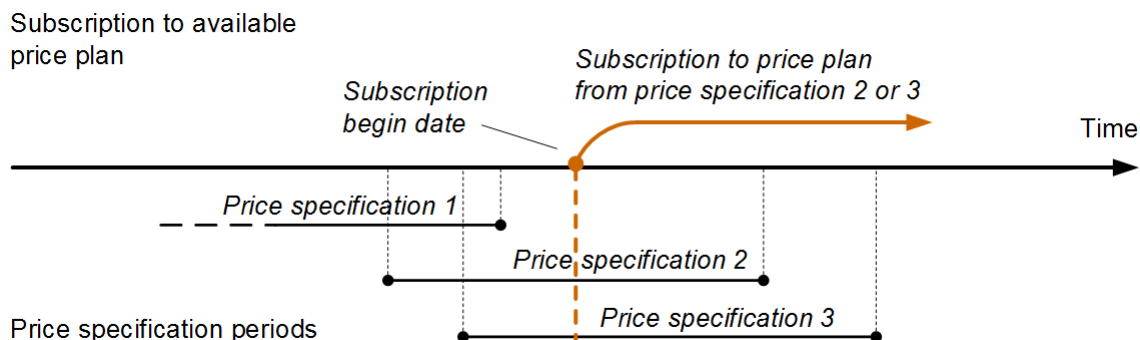 Subscription to available
price plan
Subscription to price plan
from price specification 2 or 3
Subscription
begin date
Time
Price specification 1
Price specification 2
Price specification 3
Price specification periods